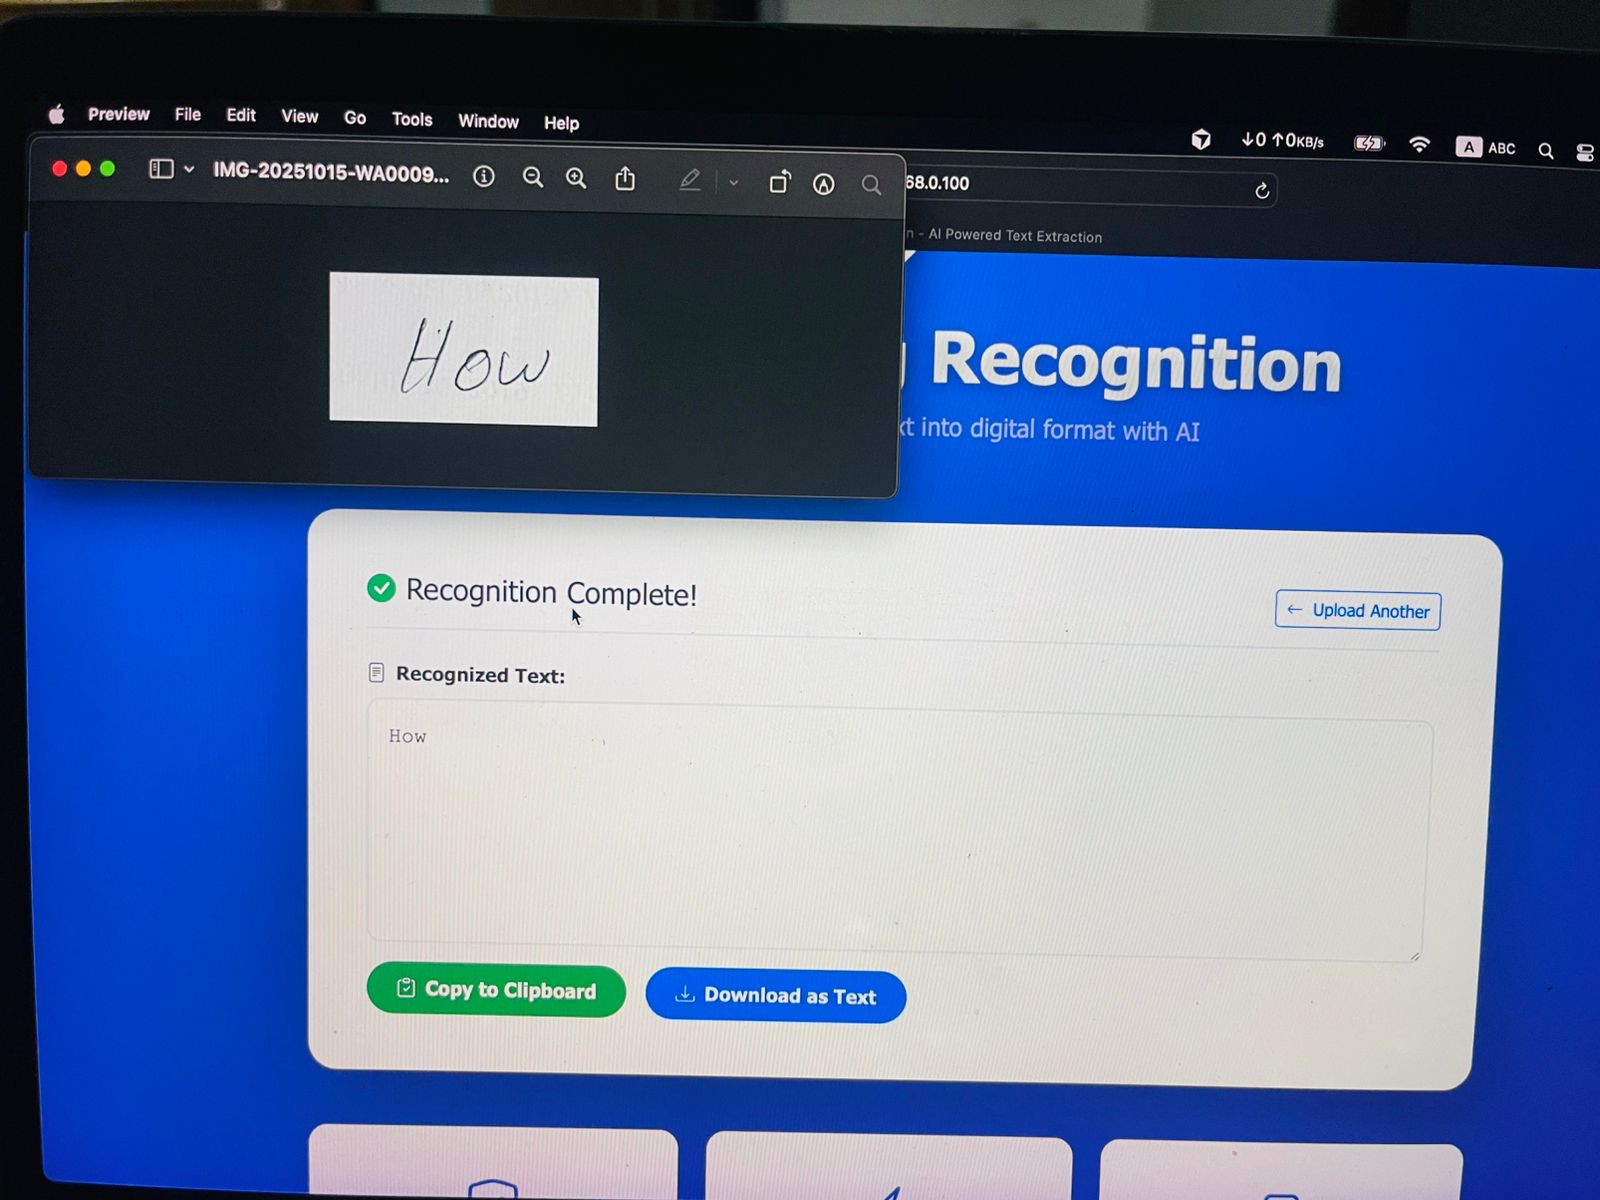 Preview File Edit View Go Tools Window Help
↓0 ↑0KB/s A ABC
IMG-20251015-WA0009...
68.0.100
n - AI Powered Text Extraction
How
g Recognition
xt into digital format with AI
Recognition Complete!
← Upload Another
Recognized Text:
How
Copy to Clipboard
Download as Text